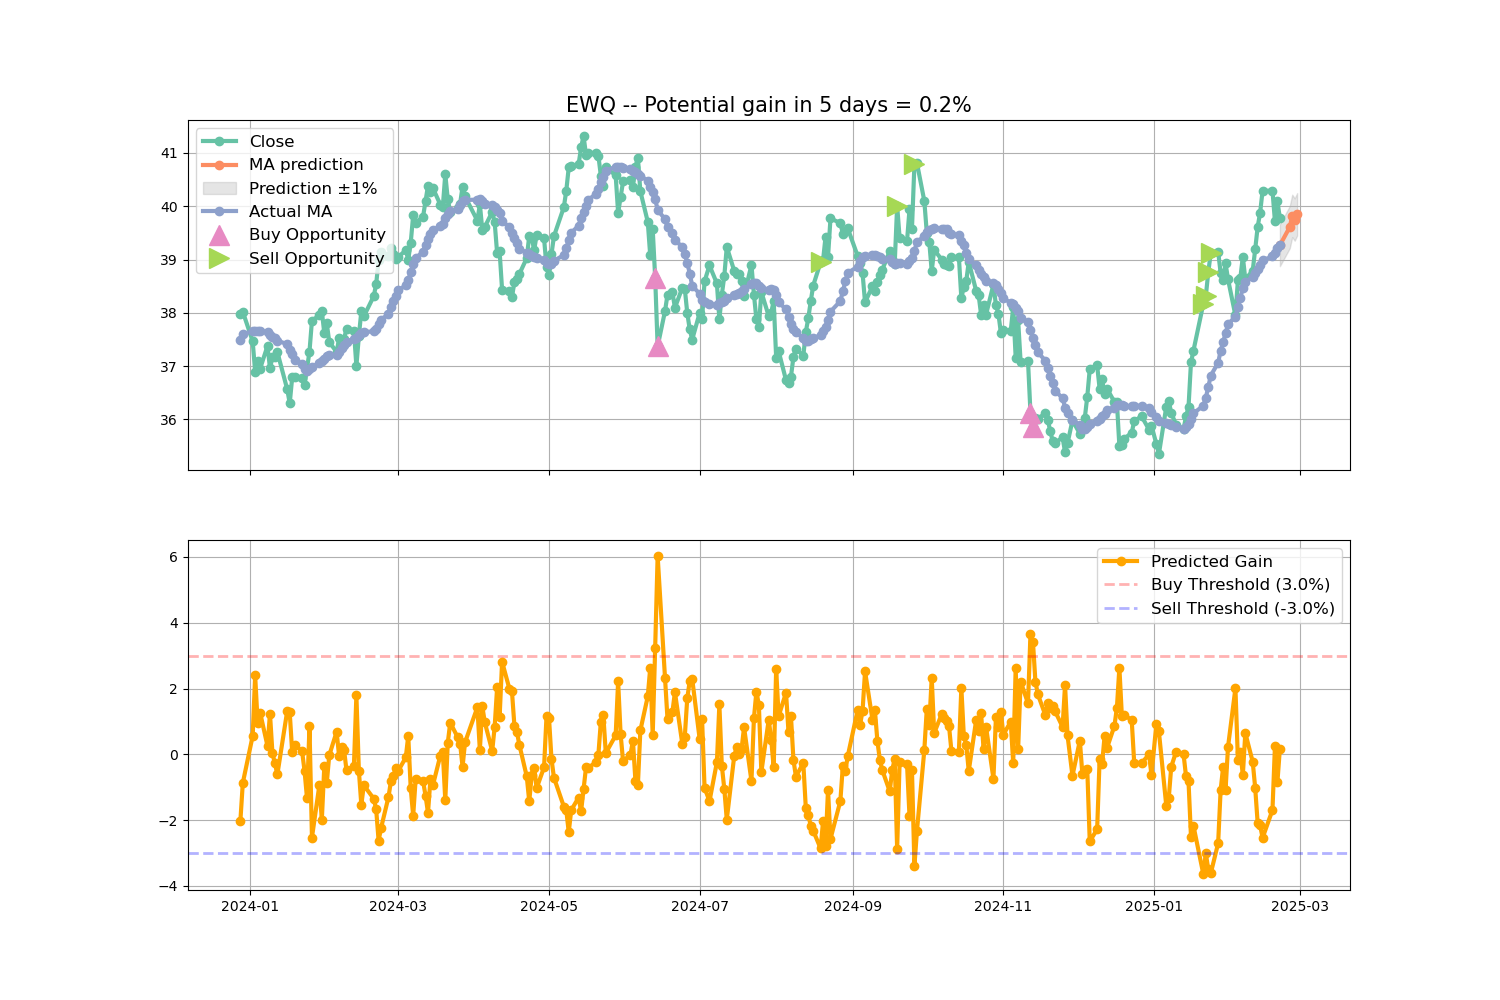 EWQ -- Potential gain in 5 days = 0.2%
41
40
39
38
37
36
Close
MA prediction
Prediction ±1%
Actual MA
Buy Opportunity
Sell Opportunity
6
4
2
0
−2
−4
Predicted Gain
Buy Threshold (3.0%)
Sell Threshold (-3.0%)
2024-01 2024-03 2024-05 2024-07 2024-09 2024-11 2025-01 2025-03